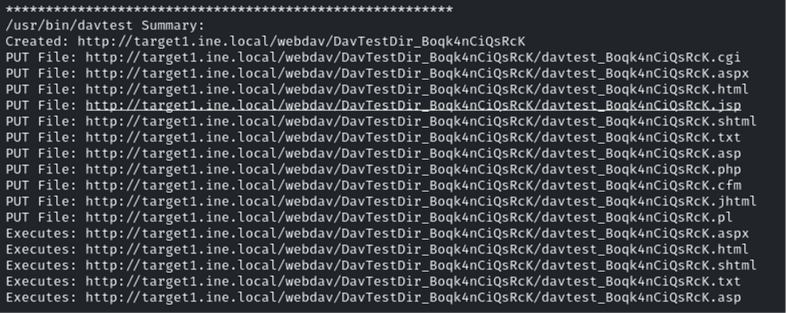 ********************************************************
/usr/bin/davtest Summary:
Created: http://target1.ine.local/webdav/DavTestDir_Boqk4nCiQsRcK
PUT File: http://target1.ine.local/webdav/DavTestDir_Boqk4nCiQsRcK/davtest_Boqk4nCiQsRcK.cgi
PUT File: http://target1.ine.local/webdav/DavTestDir_Boqk4nCiQsRcK/davtest_Boqk4nCiQsRcK.aspx
PUT File: http://target1.ine.local/webdav/DavTestDir_Boqk4nCiQsRcK/davtest_Boqk4nCiQsRcK.html
PUT File: http://target1.ine.local/webdav/DavTestDir_Boqk4nCiQsRcK/davtest_Boqk4nCiQsRcK.jsp
PUT File: http://target1.ine.local/webdav/DavTestDir_Boqk4nCiQsRcK/davtest_Boqk4nCiQsRcK.shtml
PUT File: http://target1.ine.local/webdav/DavTestDir_Boqk4nCiQsRcK/davtest_Boqk4nCiQsRcK.txt
PUT File: http://target1.ine.local/webdav/DavTestDir_Boqk4nCiQsRcK/davtest_Boqk4nCiQsRcK.asp
PUT File: http://target1.ine.local/webdav/DavTestDir_Boqk4nCiQsRcK/davtest_Boqk4nCiQsRcK.php
PUT File: http://target1.ine.local/webdav/DavTestDir_Boqk4nCiQsRcK/davtest_Boqk4nCiQsRcK.cfm
PUT File: http://target1.ine.local/webdav/DavTestDir_Boqk4nCiQsRcK/davtest_Boqk4nCiQsRcK.jhtml
PUT File: http://target1.ine.local/webdav/DavTestDir_Boqk4nCiQsRcK/davtest_Boqk4nCiQsRcK.pl
Executes: http://target1.ine.local/webdav/DavTestDir_Boqk4nCiQsRcK/davtest_Boqk4nCiQsRcK.aspx
Executes: http://target1.ine.local/webdav/DavTestDir_Boqk4nCiQsRcK/davtest_Boqk4nCiQsRcK.html
Executes: http://target1.ine.local/webdav/DavTestDir_Boqk4nCiQsRcK/davtest_Boqk4nCiQsRcK.shtml
Executes: http://target1.ine.local/webdav/DavTestDir_Boqk4nCiQsRcK/davtest_Boqk4nCiQsRcK.txt
Executes: http://target1.ine.local/webdav/DavTestDir_Boqk4nCiQsRcK/davtest_Boqk4nCiQsRcK.asp